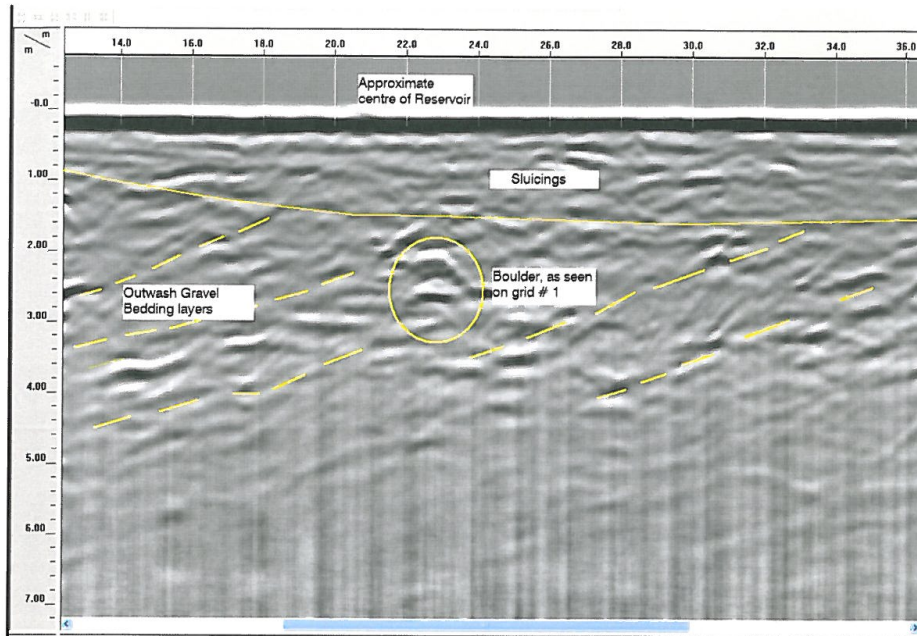 m
m
14.0 16.0 18.0 20.0 22.0 24.0 26.0 28.0 30.0 32.0 34.0 36.0
Approximate
centre of Reservoir
-0.0
1.00
Sluicings
2.00
Boulder, as seen
on grid # 1
Outwash Gravel
Bedding layers
3.00
4.00
5.00
6.00
7.00